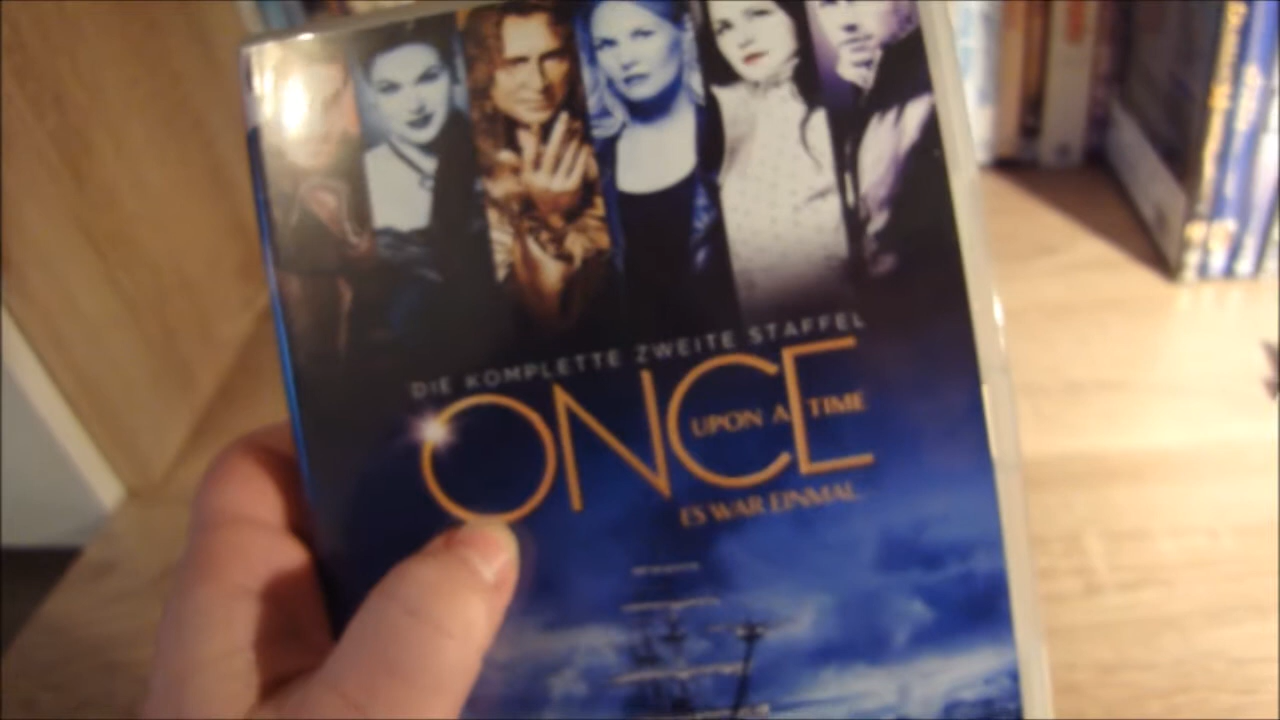 DIE KOMPLETTE ZWEITE STAFFEL
ONCE
UPON A TIME
ES WAR EINMAL